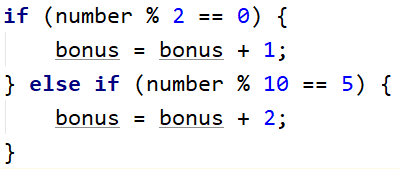 if (number % 2 == 0) {
    bonus = bonus + 1;
} else if (number % 10 == 5) {
    bonus = bonus + 2;
}